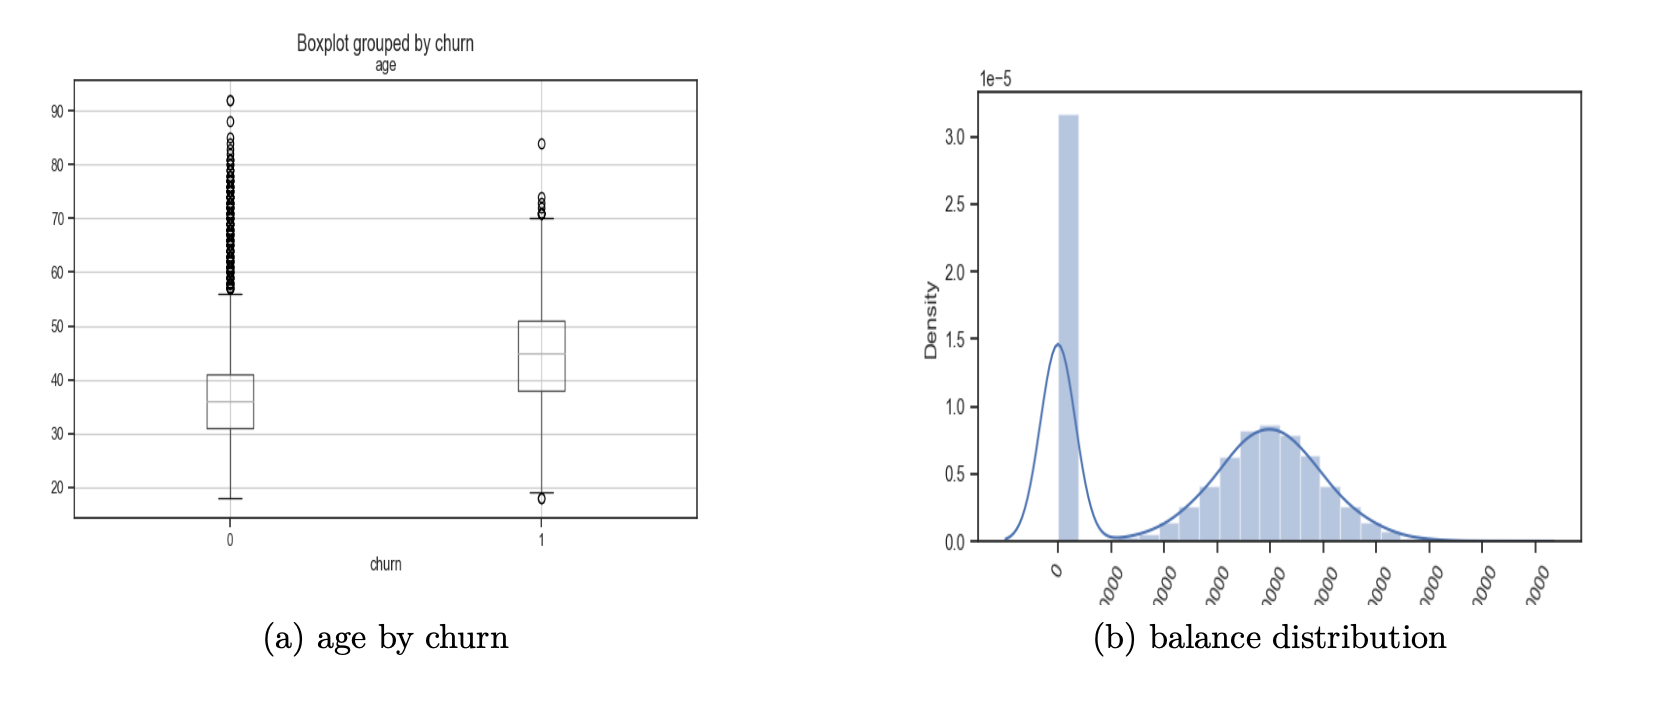 Boxplot grouped by churn
age
90
80
70
60
50
40
30
20
0 1
churn
(a) age by churn
1e−5
3.0
2.5
2.0
1.5
1.0
0.5
0.0
Density
0
(b) balance distribution